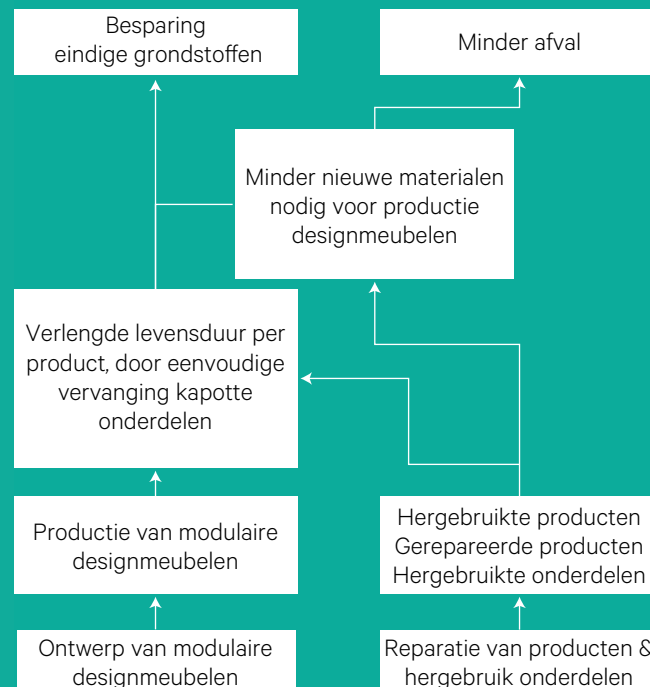 Besparing
eindige grondstoffen
Minder afval
Minder nieuwe materialen
nodig voor productie
designmeubelen
Verlengde levensduur per
product, door eenvoudige
vervanging kapotte
onderdelen
Productie van modulaire
designmeubelen
Hergebruikte producten
Gerepareerde producten
Hergebruikte onderdelen
Ontwerp van modulaire
designmeubelen
Reparatie van producten &
hergebruik onderdelen